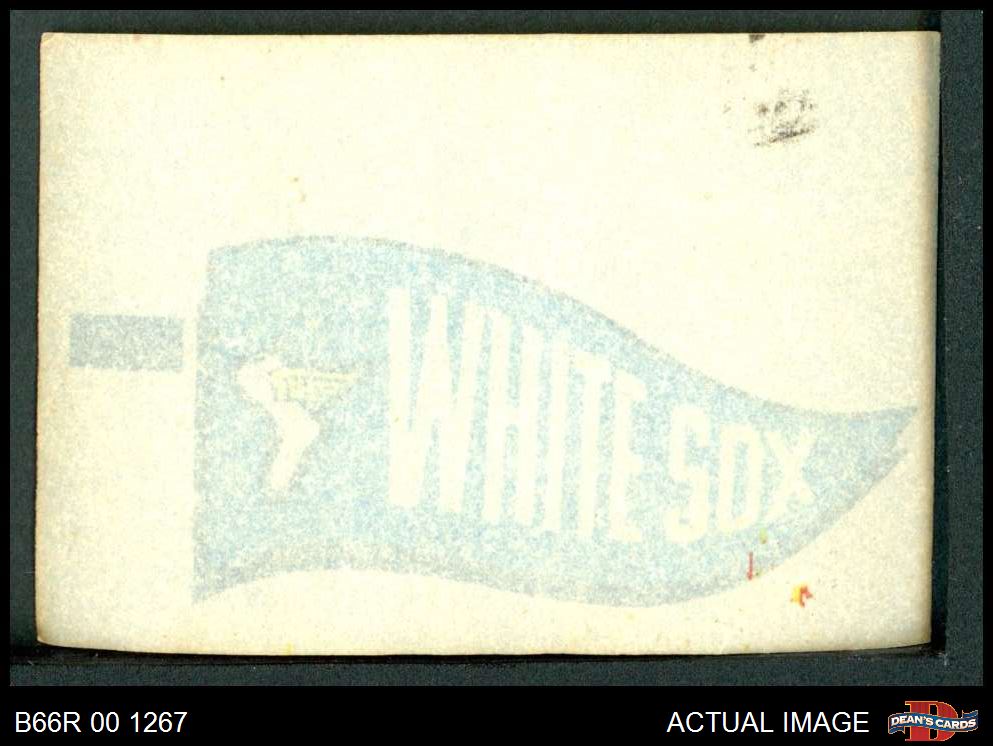 WHITE SOX
B66R 00 1267
ACTUAL IMAGE
DEAN'S CARDS